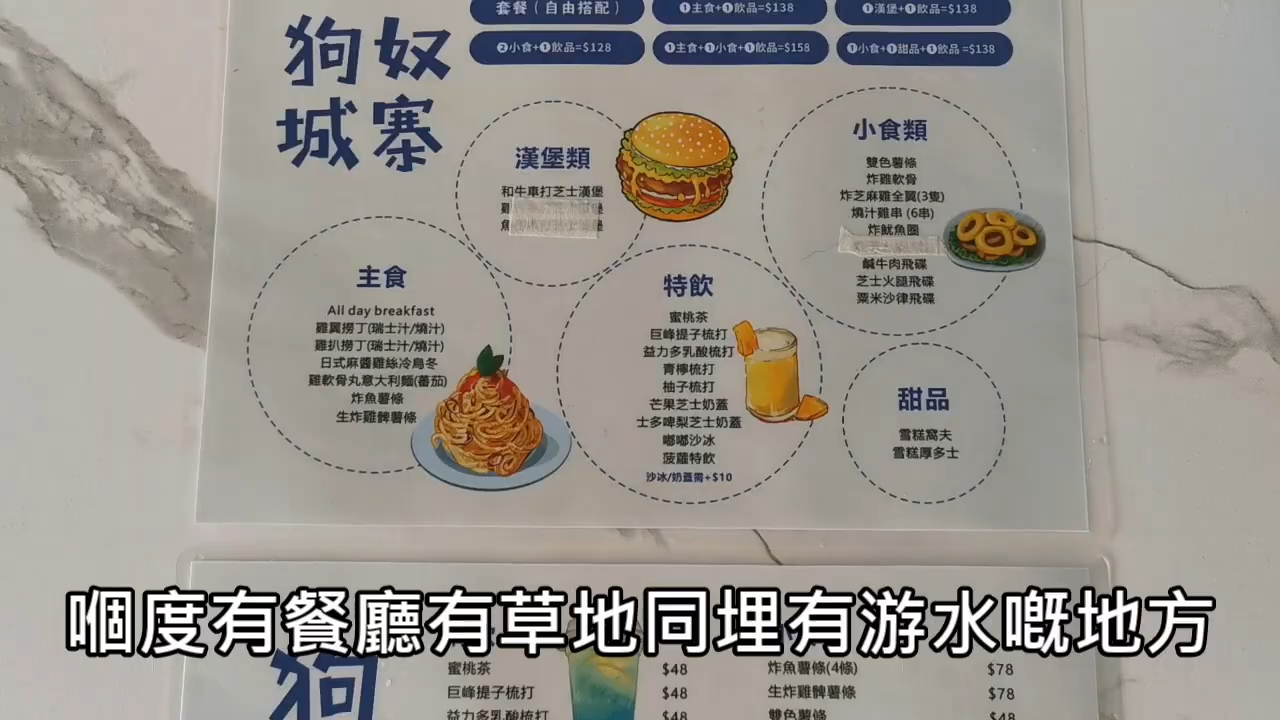 狗奴
城寨
套餐（自由搭配）
❶主食+❶飲品=$138
❶漢堡+❶飲品=$138
❷小食+❶飲品=$128
❶主食+❶小食+❶飲品=$158
❶小食+❶甜品+❶飲品=$138
漢堡類
和牛車打芝士漢堡
小食類
雙色薯條
炸雞軟骨
炸芝麻雞全翼(3隻)
燒汁雞串 (6串)
炸魷魚圈
鹹牛肉飛碟
芝士火腿飛碟
粟米沙律飛碟
主食
All day breakfast
雞翼撈丁(瑞士汁/燒汁)
雞扒撈丁(瑞士汁/燒汁)
日式麻醬雞絲冷烏冬
雞軟骨丸意大利麵(蕃茄)
炸魚薯條
生炸雞髀薯條
特飲
蜜桃茶
巨峰提子梳打
益力多乳酸梳打
青檸梳打
柚子梳打
芒果芝士奶蓋
士多啤梨芝士奶蓋
嘟嘟沙冰
菠蘿特飲
沙冰/奶蓋需+$10
甜品
雪糕窩夫
雪糕厚多士
嗰度有餐廳有草地同埋有游水嘅地方
狗
蜜桃茶 $48
巨峰提子梳打 $48
益力多乳酸梳打 $48
炸魚薯條(4條) $78
生炸雞髀薯條 $78
雙色薯條 $48